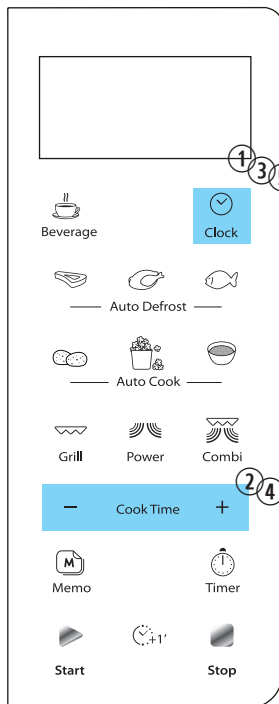 ① 
③
Beverage
Clock
Auto Defrost
Auto Cook
Grill Power Combi
② ④
− Cook Time +
M
Memo
Timer
+1'
Start
Stop